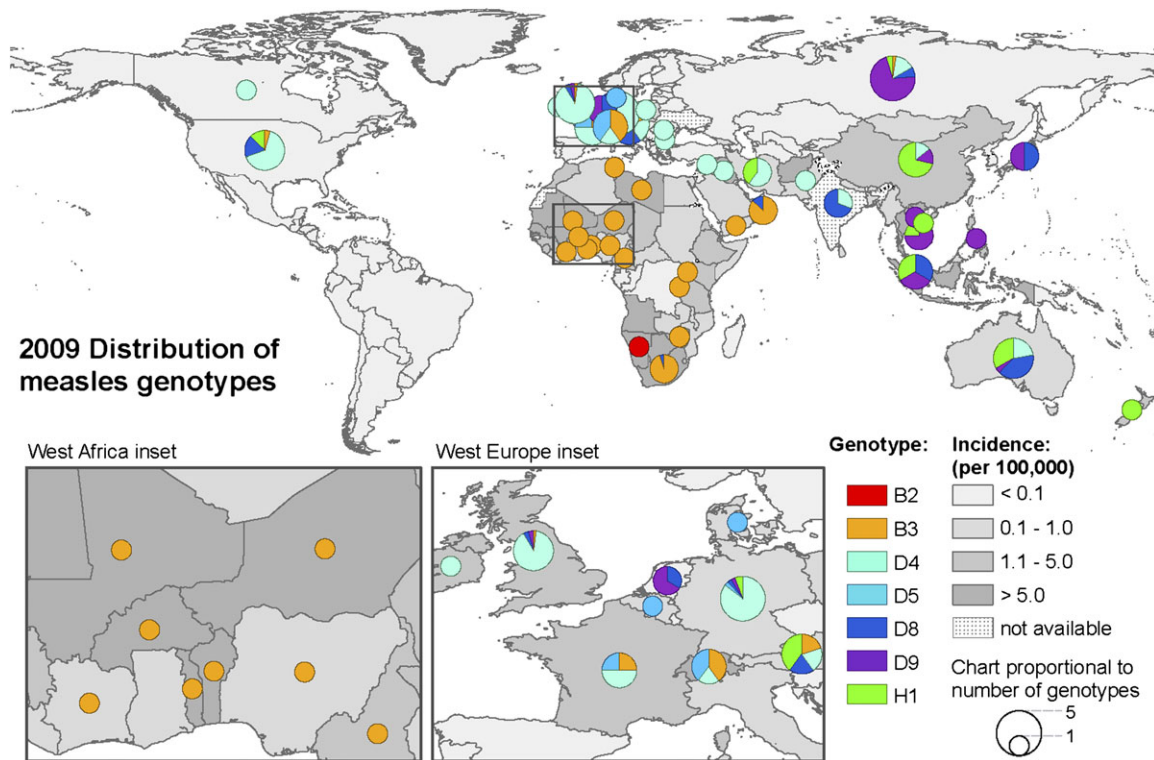 2009 Distribution of
measles genotypes
West Africa inset
West Europe inset
Genotype:
B2
B3
D4
D5
D8
D9
H1
Incidence:
(per 100,000)
< 0.1
0.1 - 1.0
1.1 - 5.0
> 5.0
not available
Chart proportional to
number of genotypes
5
1